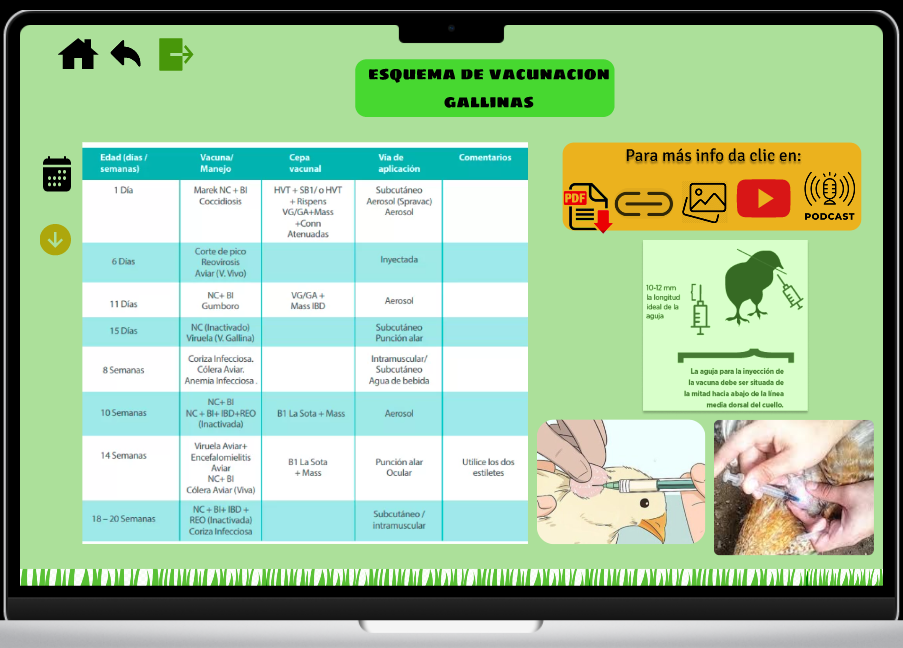 ESQUEMA DE VACUNACION
GALLINAS
Edad (días /
semanas)
Vacuna/
Manejo
Cepa
vacunal
Vía de
aplicación
Comentarios
1 Día
Marek NC + BI
Coccidiosis
HVT + SB1/ o HVT
+ Rispens
VG/GA+Mass
+Conn
Atenuadas
Subcutáneo
Aerosol (Spravac)
Aerosol
6 Días
Corte de pico
Reovirosis
Aviar (V. Vivo)
Inyectada
11 Días
NC+ BI
Gumboro
VG/GA +
Mass IBD
Aerosol
15 Días
NC (Inactivado)
Viruela (V. Gallina)
Subcutáneo
Punción alar
8 Semanas
Coriza Infecciosa.
Cólera Aviar.
Anemia Infecciosa .
Intramuscular/
Subcutáneo
Agua de bebida
10 Semanas
NC+ BI
NC + BI+ IBD+REO
(Inactivada)
B1 La Sota + Mass
Aerosol
14 Semanas
Viruela Aviar+
Encefalomielitis
Aviar
NC+ BI
Cólera Aviar (Viva)
B1 La Sota
+ Mass
Punción alar
Ocular
Utilice los dos
estiletes
18 – 20 Semanas
NC + BI+ IBD +
REO (Inactivada)
Coriza Infecciosa
Subcutáneo /
intramuscular
Para más info da clic en:
PDF
PODCAST
10-12 mm
la longitud
ideal de la
aguja
La aguja para la inyección de
la vacuna debe ser situada de
la mitad hacia abajo de la línea
media dorsal del cuello.